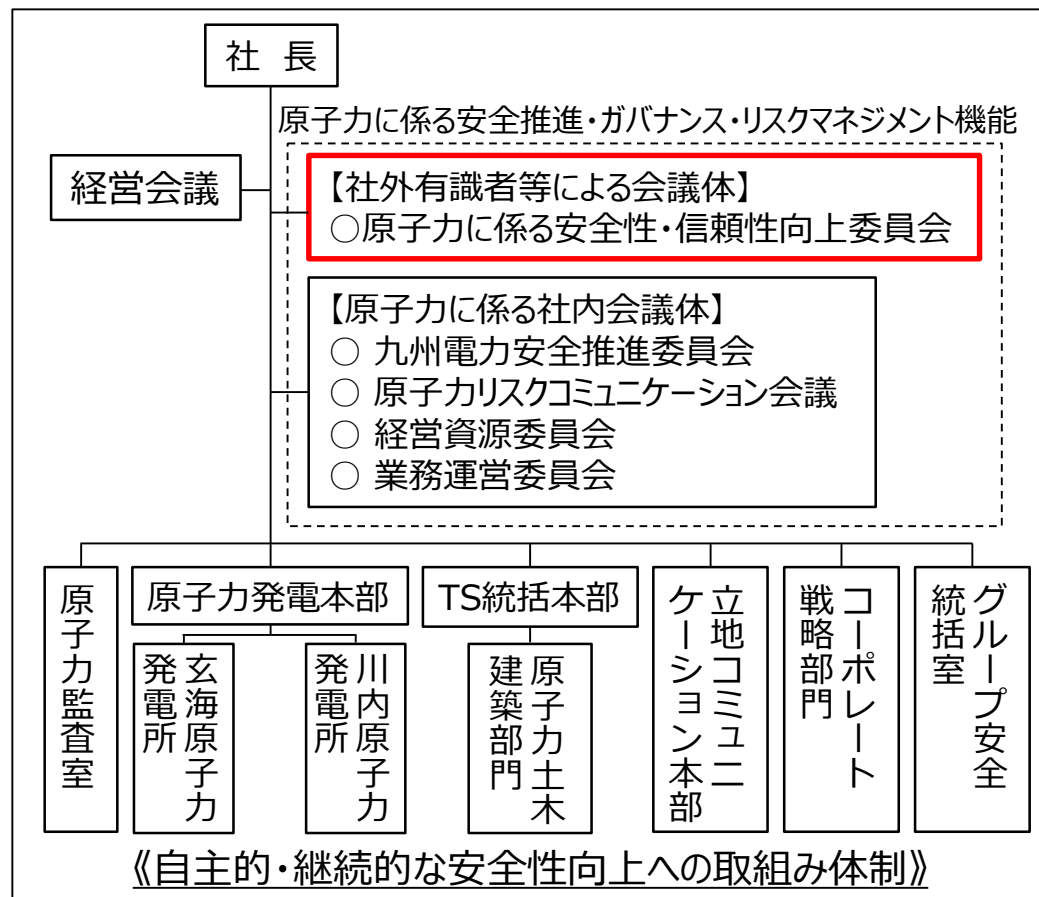 社 長
原子力に係る安全推進・ガバナンス・リスクマネジメント機能
経営会議
【社外有識者等による会議体】
○原子力に係る安全性・信頼性向上委員会
【原子力に係る社内会議体】
○ 九州電力安全推進委員会
○ 原子力リスクコミュニケーション会議
○ 経営資源委員会
○ 業務運営委員会
原子力監査室
原子力発電本部
玄海原子力
発電所
川内原子力
発電所
TS統括本部
原子力土木
建築部門
立地コミュニ
ケーション本部
コーポレート
戦略部門
グループ安全
統括室
《自主的・継続的な安全性向上への取組み体制》